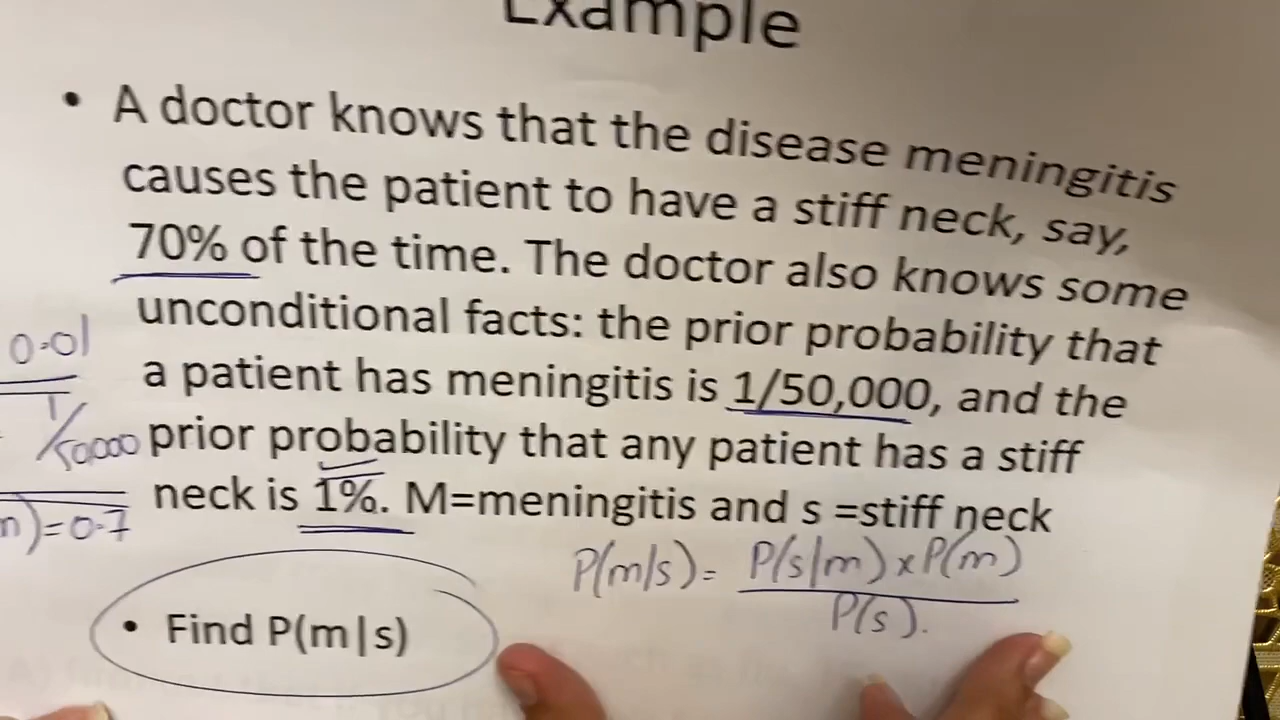 Example
• A doctor knows that the disease meningitis
causes the patient to have a stiff neck, say,
70% of the time. The doctor also knows some
unconditional facts: the prior probability that
a patient has meningitis is 1/50,000, and the
prior probability that any patient has a stiff
neck is 1%. M=meningitis and s =stiff neck
• Find P(m|s)
P(m/s) = P(s/m) x P(m)
P(s).
0.01
1/50,000
m) = 0.7